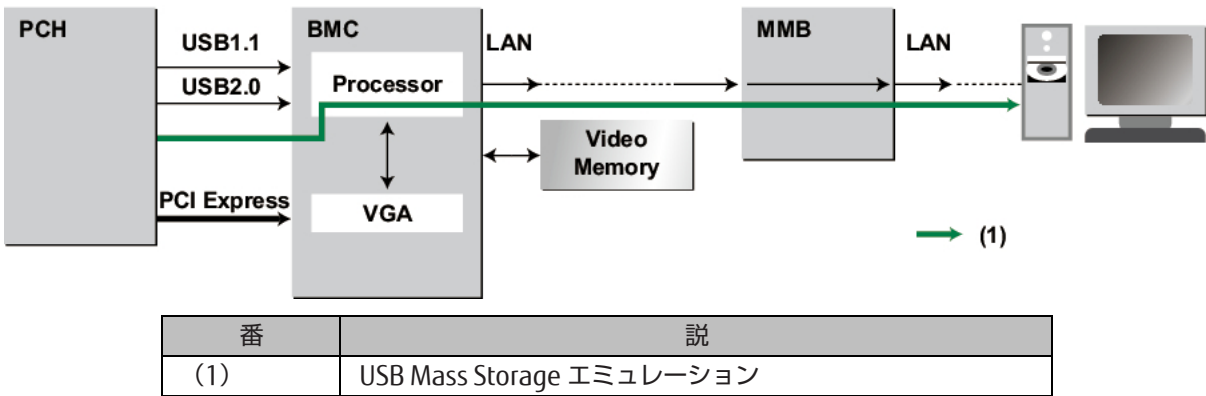 PCH
USB1.1
USB2.0
PCI Express
BMC
Processor
VGA
LAN
Video
Memory
MMB
LAN
(1)
番 説
（1） USB Mass Storage エミュレーション